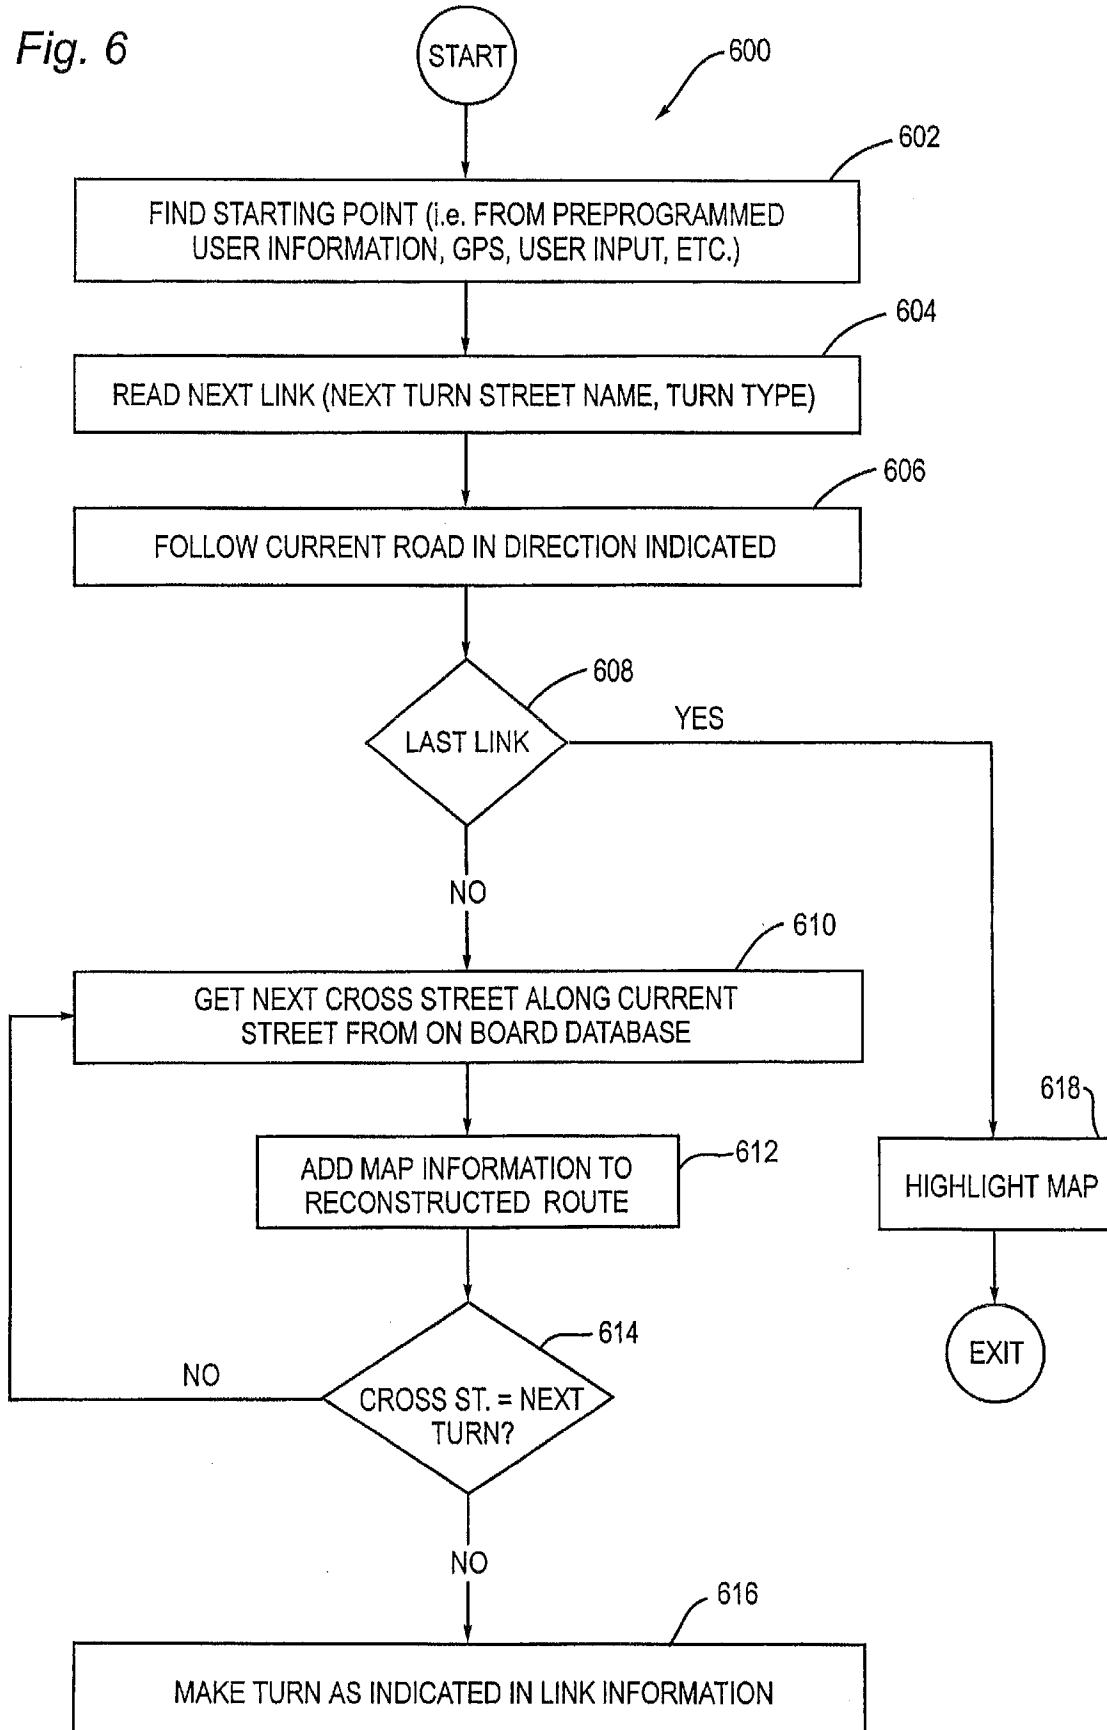 Fig. 6
START
600
602
FIND STARTING POINT (i.e. FROM PREPROGRAMMED
USER INFORMATION, GPS, USER INPUT, ETC.)
604
READ NEXT LINK (NEXT TURN STREET NAME, TURN TYPE)
606
FOLLOW CURRENT ROAD IN DIRECTION INDICATED
608
LAST LINK
YES
NO
610
GET NEXT CROSS STREET ALONG CURRENT
STREET FROM ON BOARD DATABASE
618
612
ADD MAP INFORMATION TO
RECONSTRUCTED ROUTE
HIGHLIGHT MAP
614
EXIT
NO
CROSS ST. = NEXT
TURN?
NO
616
MAKE TURN AS INDICATED IN LINK INFORMATION